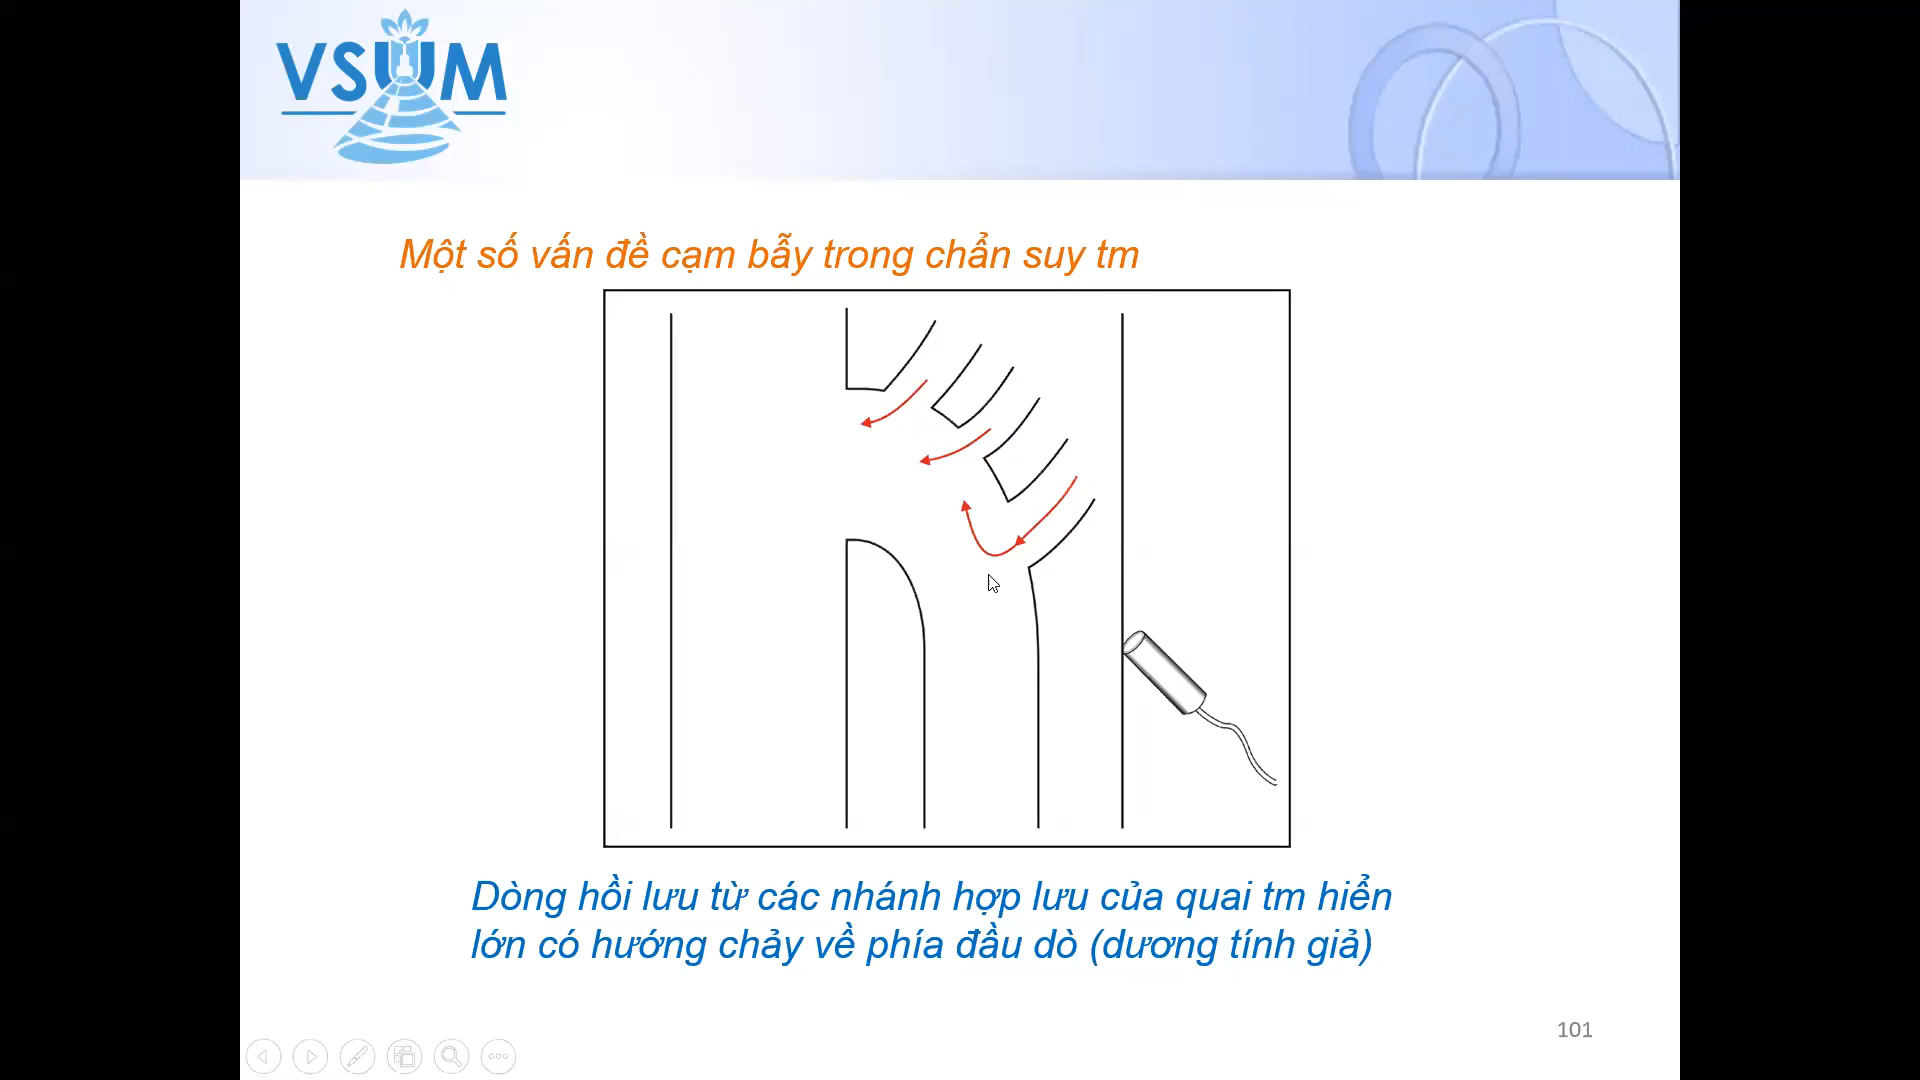 VSUM
Một số vấn đề cạm bẫy trong chẩn suy tm
Dòng hồi lưu từ các nhánh hợp lưu của quai tm hiển
lớn có hướng chảy về phía đầu dò (dương tính giả)
101